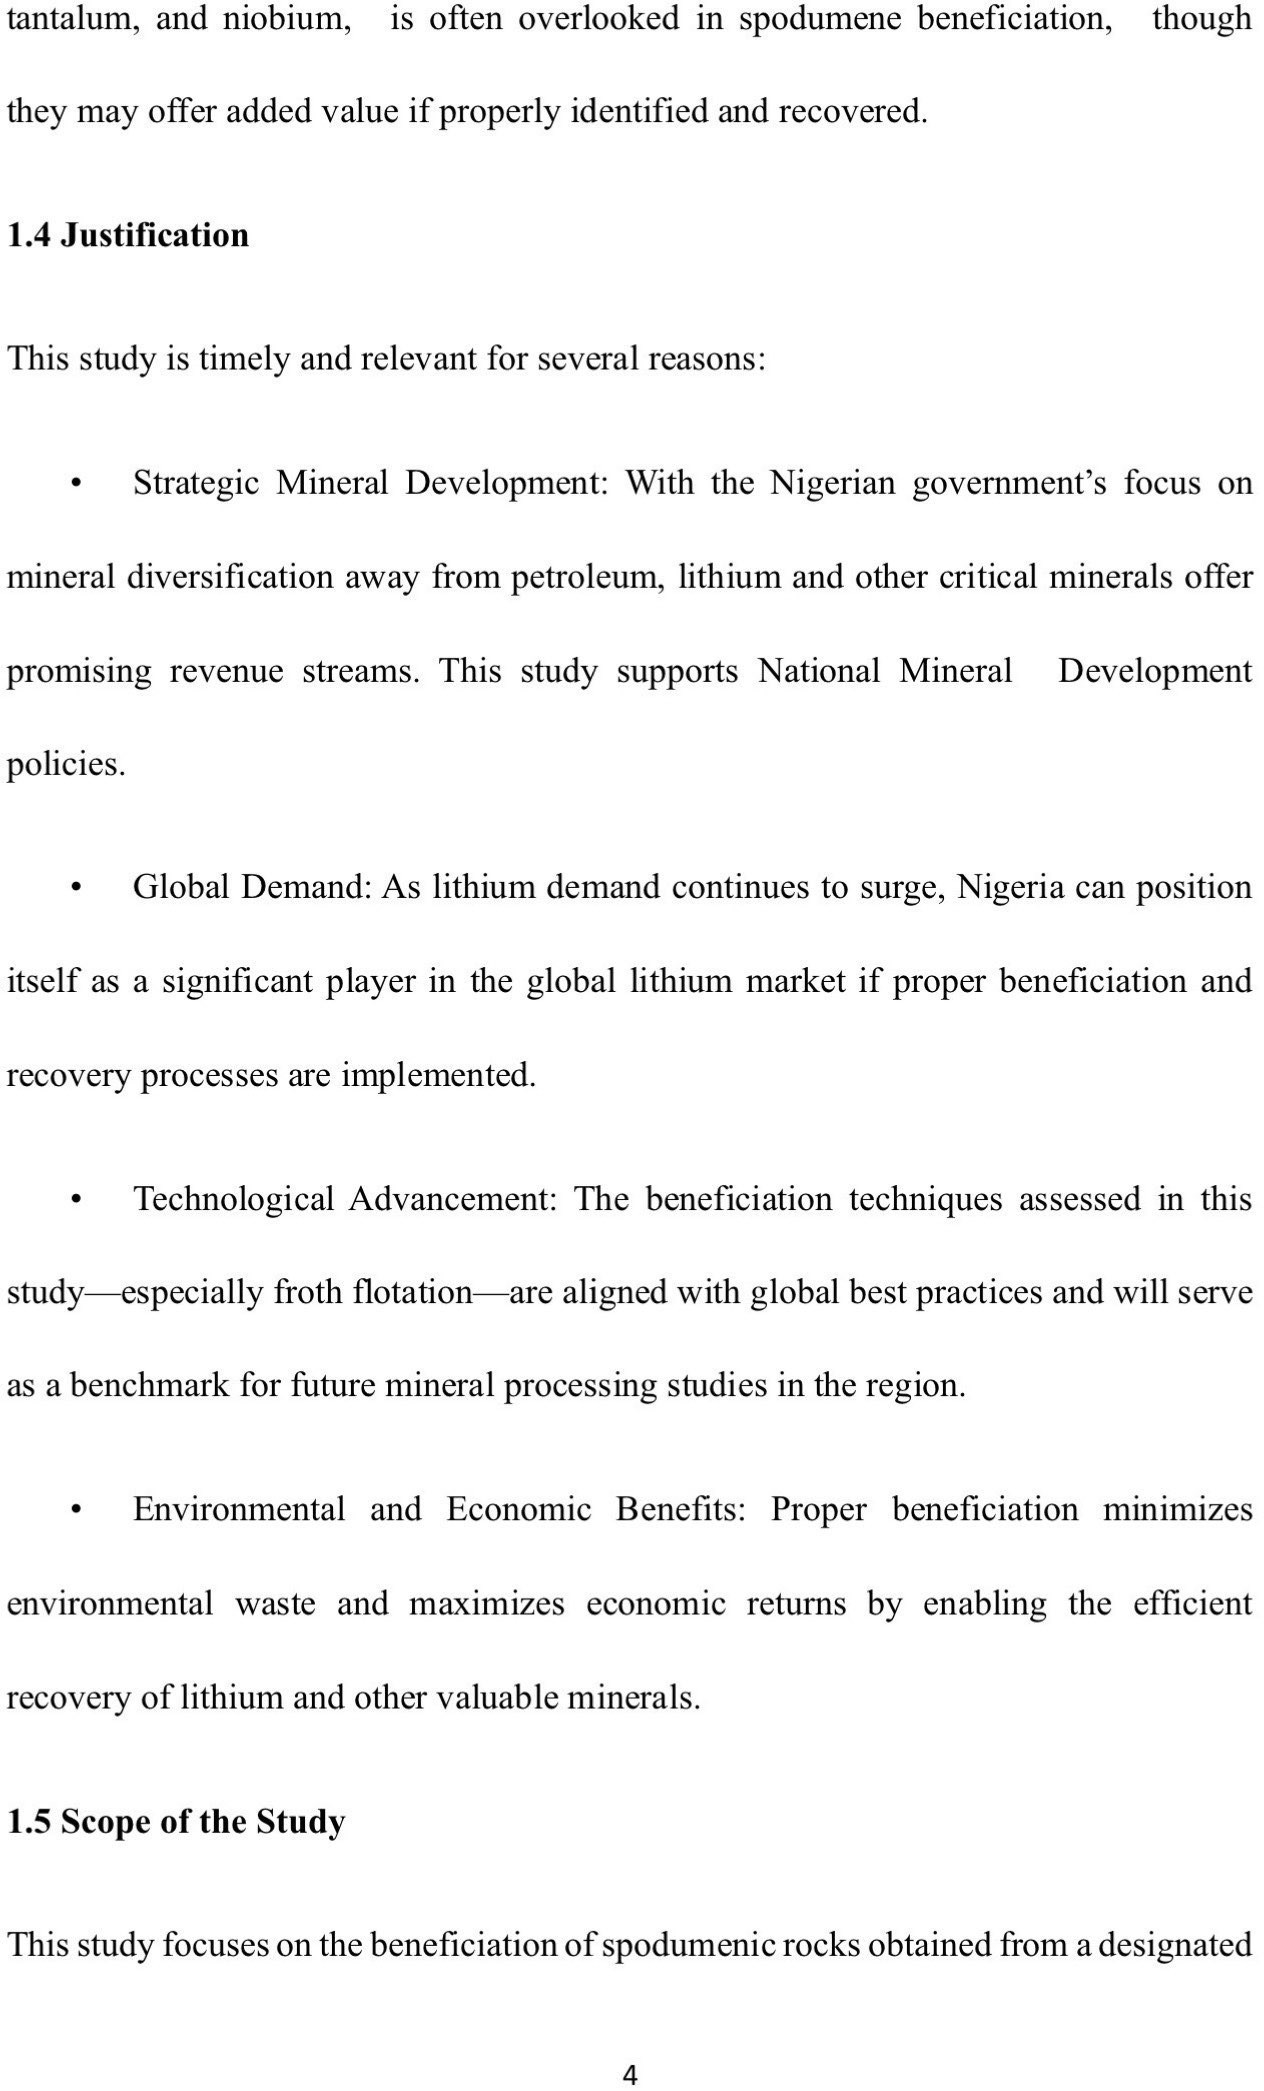 tantalum, and niobium, is often overlooked in spodumene beneficiation, though
they may offer added value if properly identified and recovered.
1.4 Justification
This study is timely and relevant for several reasons:
• Strategic Mineral Development: With the Nigerian government’s focus on
mineral diversification away from petroleum, lithium and other critical minerals offer
promising revenue streams. This study supports National Mineral Development
policies.
• Global Demand: As lithium demand continues to surge, Nigeria can position
itself as a significant player in the global lithium market if proper beneficiation and
recovery processes are implemented.
• Technological Advancement: The beneficiation techniques assessed in this
study—especially froth flotation—are aligned with global best practices and will serve
as a benchmark for future mineral processing studies in the region.
• Environmental and Economic Benefits: Proper beneficiation minimizes
environmental waste and maximizes economic returns by enabling the efficient
recovery of lithium and other valuable minerals.
1.5 Scope of the Study
This study focuses on the beneficiation of spodumenic rocks obtained from a designated
4